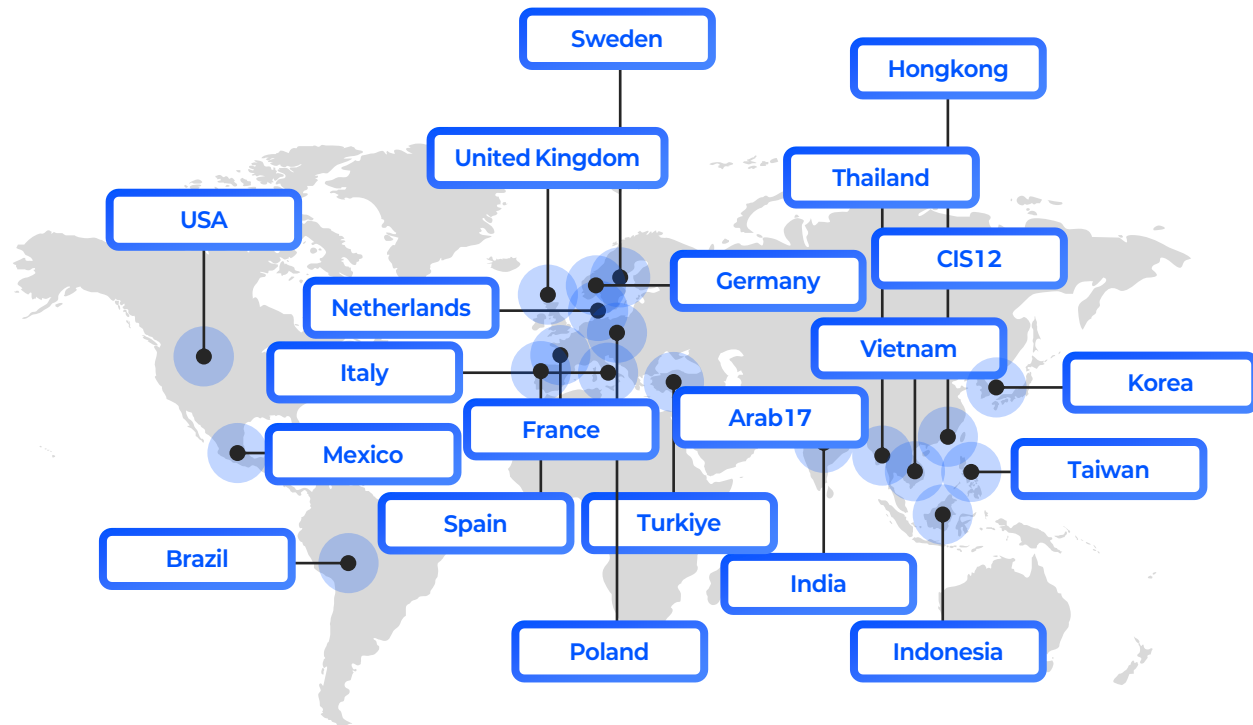 Sweden
Hongkong
United Kingdom
Thailand
USA
CIS12
Germany
Netherlands
Vietnam
Italy
Korea
Arab17
France
Mexico
Taiwan
Spain
Turkiye
Brazil
India
Poland
Indonesia